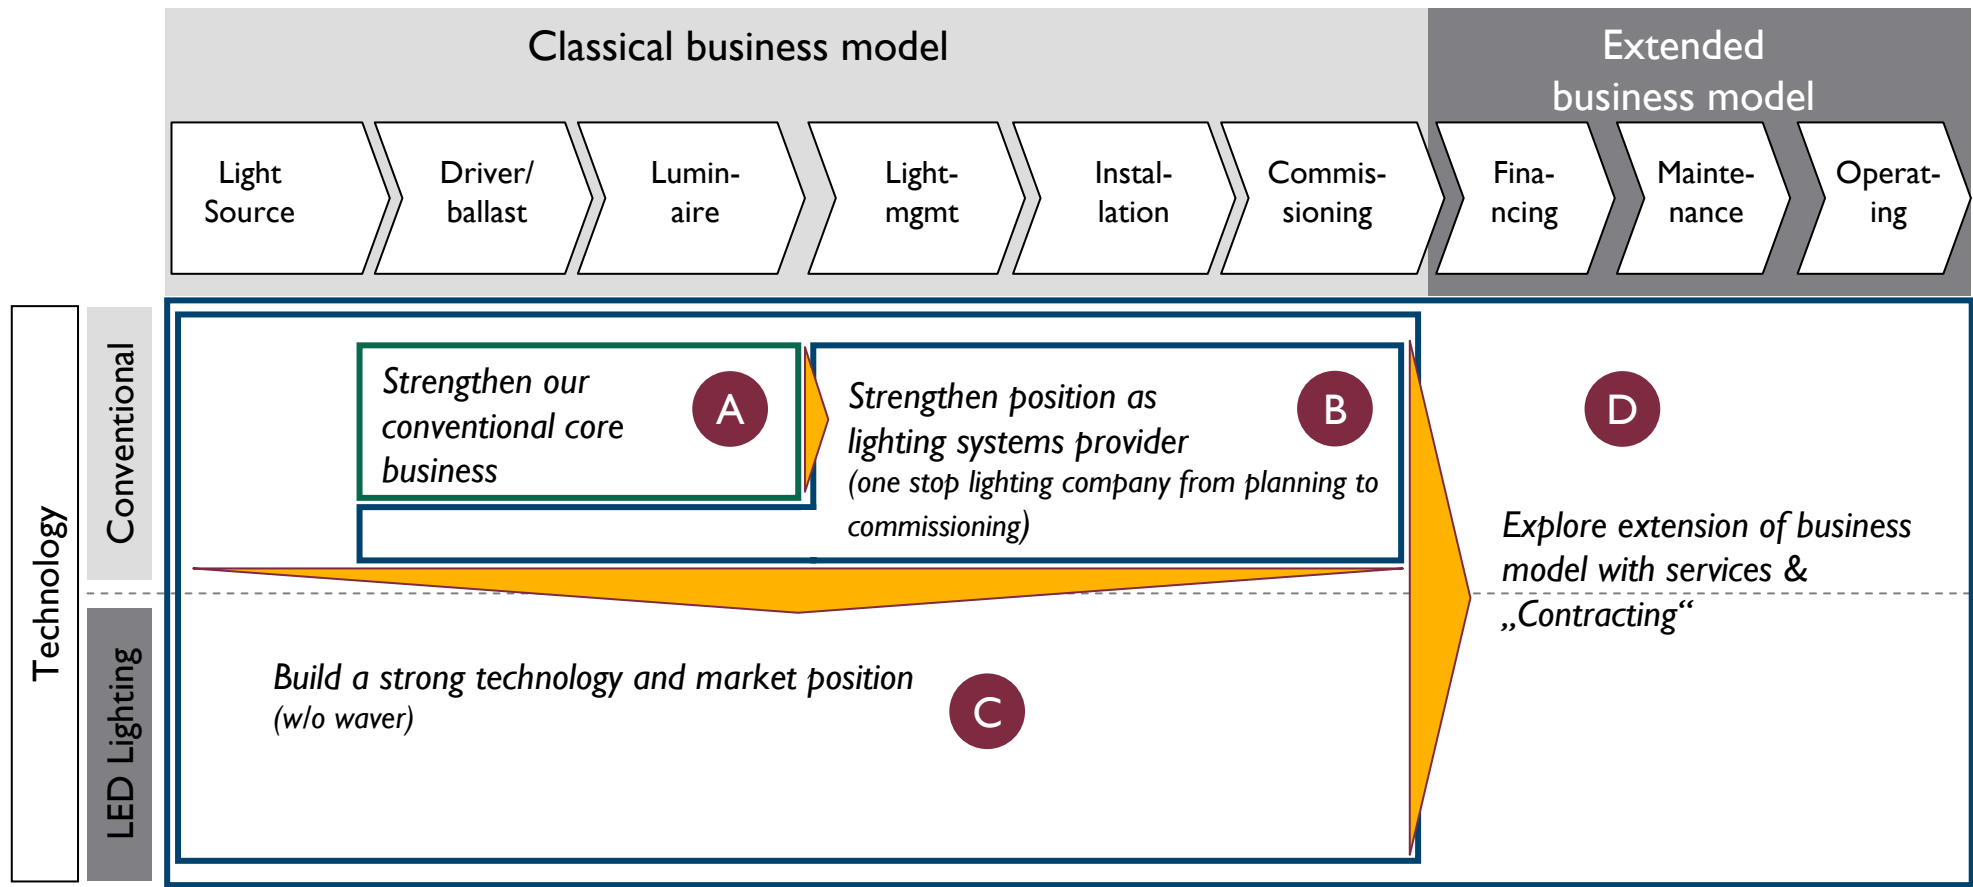 Classical business model
Extended
business model
Light
Source
Driver/
ballast
Lumin-
aire
Light-
mgmt
Instal-
lation
Commis-
sioning
Fina-
ncing
Mainte-
nance
Operat-
ing
Technology
Conventional
LED Lighting
Strengthen our
conventional core
business
A
Strengthen position as
lighting systems provider
(one stop lighting company from planning to
commissioning)
B
D
Explore extension of business
model with services &
„Contracting“
Build a strong technology and market position
(w/o waver)
C